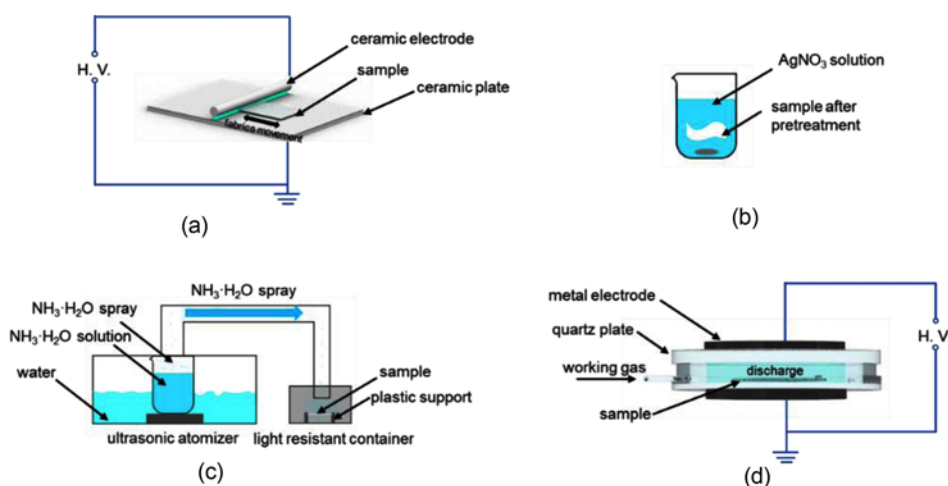 H. V.
ceramic electrode
sample
ceramic plate
fabrics movement
(a)
AgNO₃ solution
sample after
pretreatment
(b)
NH₃·H₂O spray
NH₃·H₂O spray
NH₃·H₂O solution
water
sample
plastic support
ultrasonic atomizer
light resistant container
(c)
metal electrode
quartz plate
H. V
working gas
discharge
sample
(d)